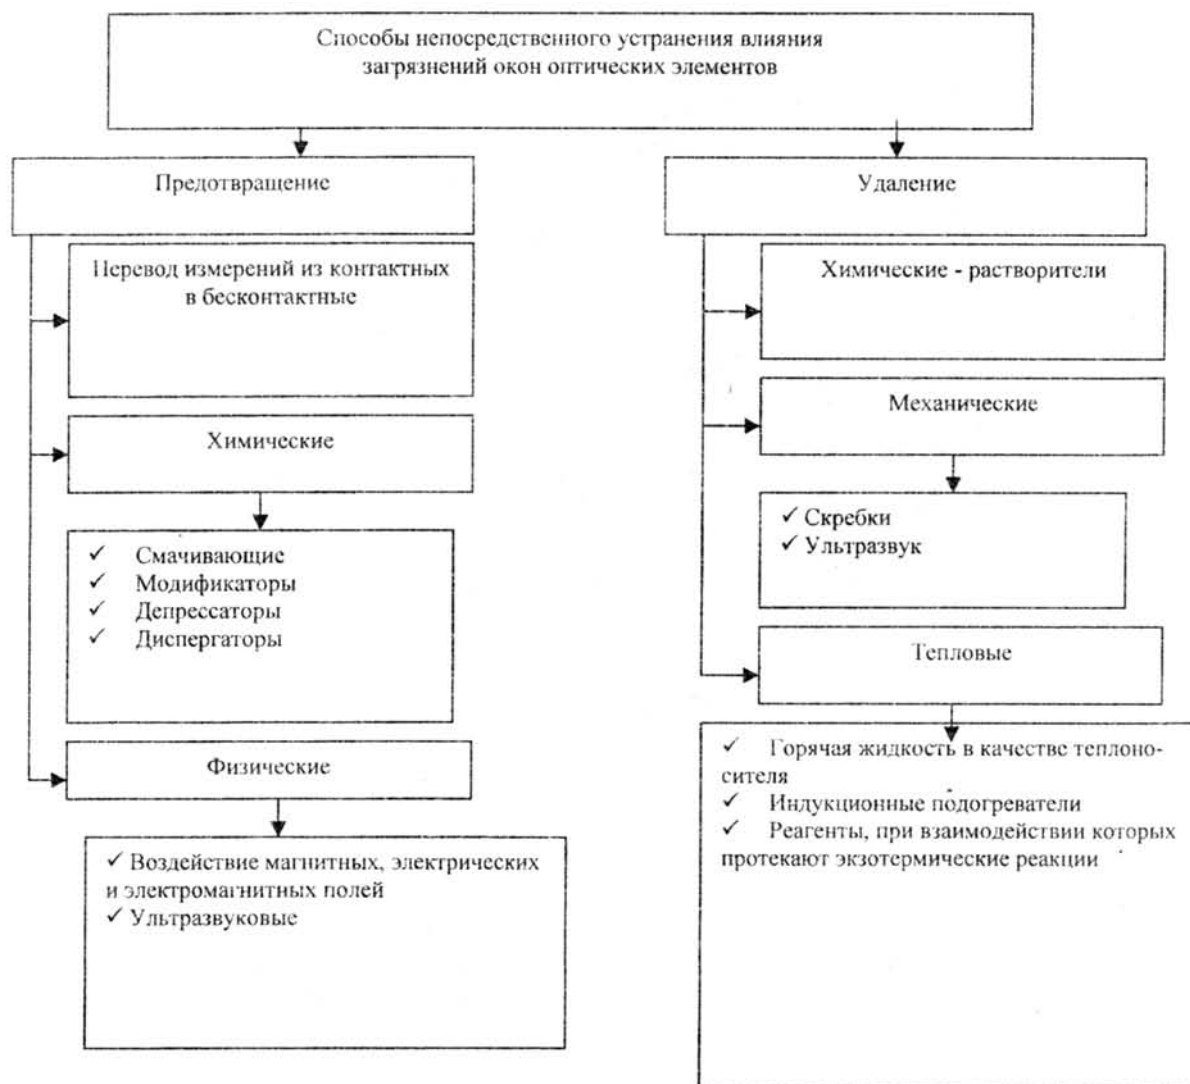 Способы непосредственного устранения влияния
загрязнений окон оптических элементов
Предотвращение
Перевод измерений из контактных
в бесконтактные
Химические
✓ Смачивающие
✓ Модификаторы
✓ Депрессаторы
✓ Диспергаторы
Физические
✓ Воздействие магнитных, электрических
и электромагнитных полей
✓ Ультразвуковые
Удаление
Химические - растворители
Механические
✓ Скребки
✓ Ультразвук
Тепловые
✓ Горячая жидкость в качестве теплоно-
сителя
✓ Индукционные подогреватели
✓ Реагенты, при взаимодействии которых
протекают экзотермические реакции